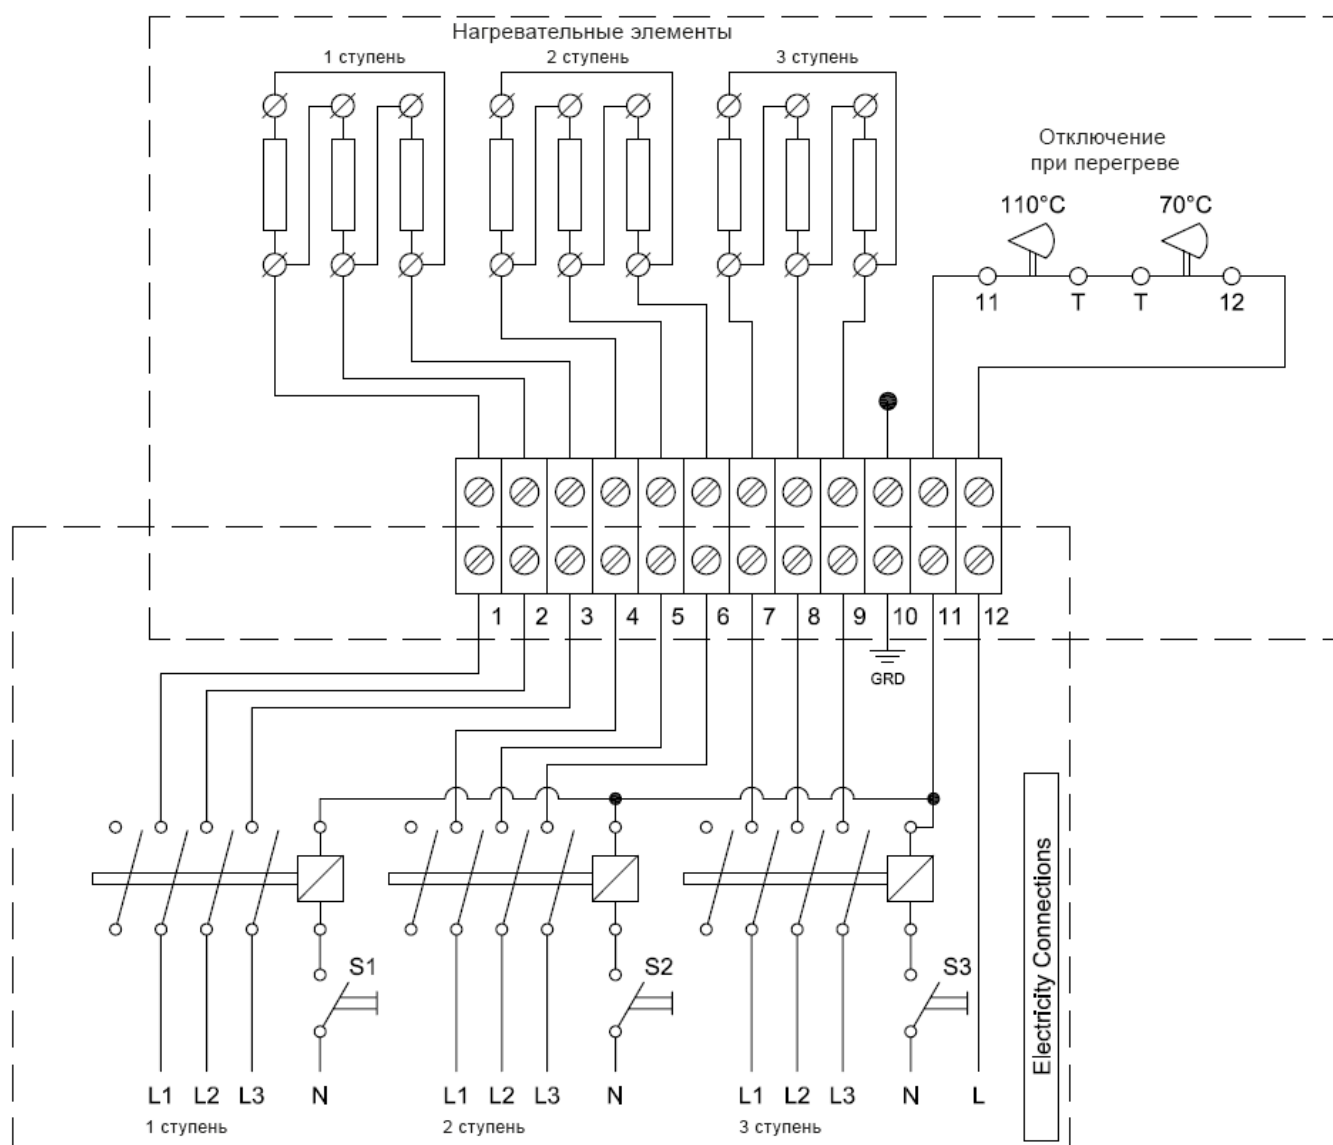 Нагревательные элементы
1 ступень 2 ступень 3 ступень
Отключение
при перегреве
110°C 70°C
11 T T 12
1 2 3 4 5 6 7 8 9 10 11 12
GRD
Electricity Connections
S1 S2 S3
L1 L2 L3 N L1 L2 L3 N L1 L2 L3 N L
1 ступень 2 ступень 3 ступень